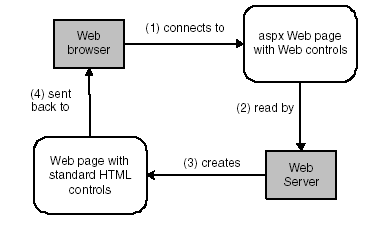 Web
browser
(1) connects to
aspx Web page
with Web controls
(2) read by
Web
Server
(3) creates
Web page with
standard HTML
controls
(4) sent
back to